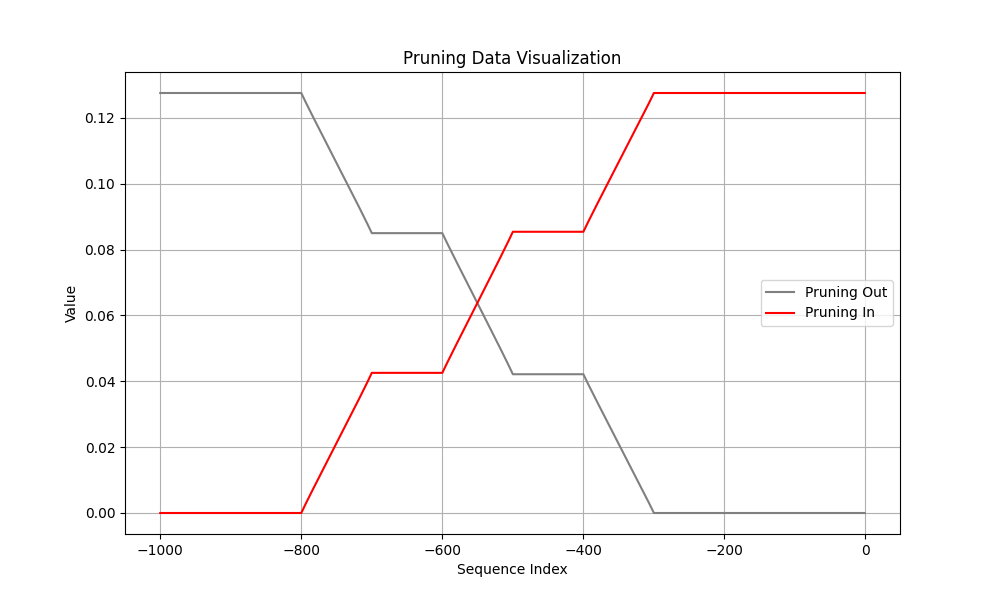 Pruning Data Visualization
0.12
0.10
0.08
0.06
0.04
0.02
0.00
Value
Pruning Out
Pruning In
−1000
−800
−600
−400
−200
0
Sequence Index